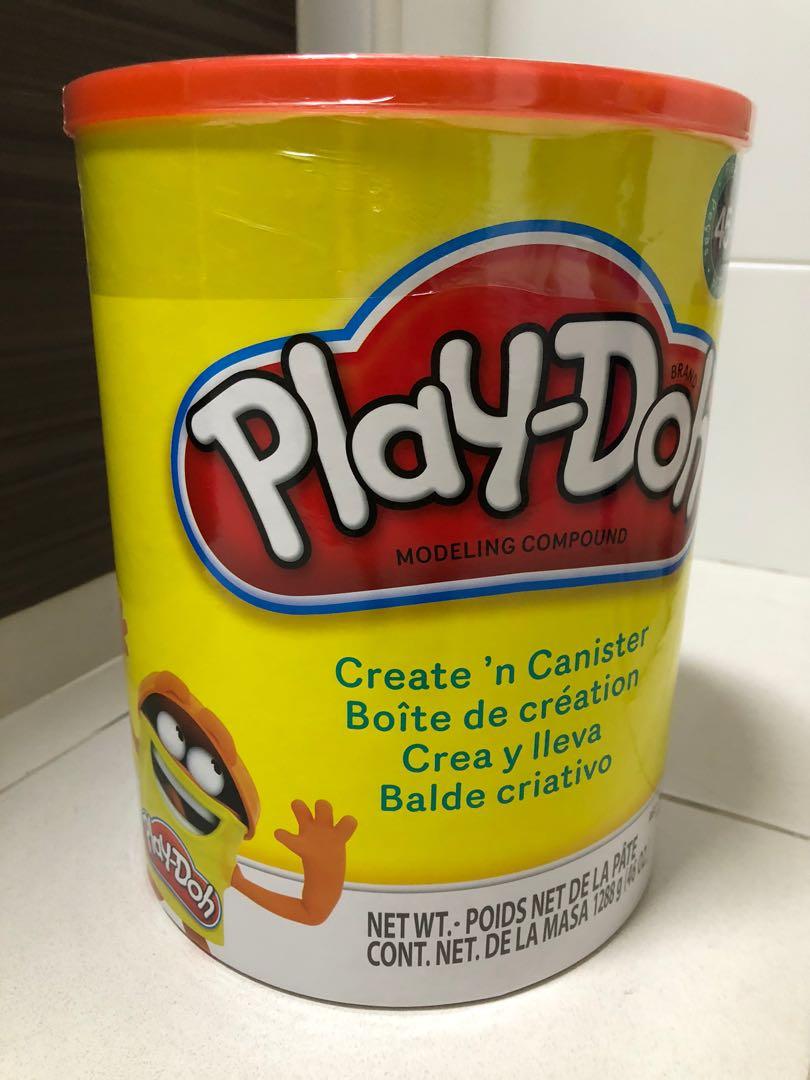 Play-Doh
BRAND
MODELING COMPOUND
Create 'n Canister
Boîte de création
Crea y lleva
Balde criativo
Play-Doh
NET WT.- POIDS NET DE LA PÂTE
CONT. NET. DE LA MASA 1288 g